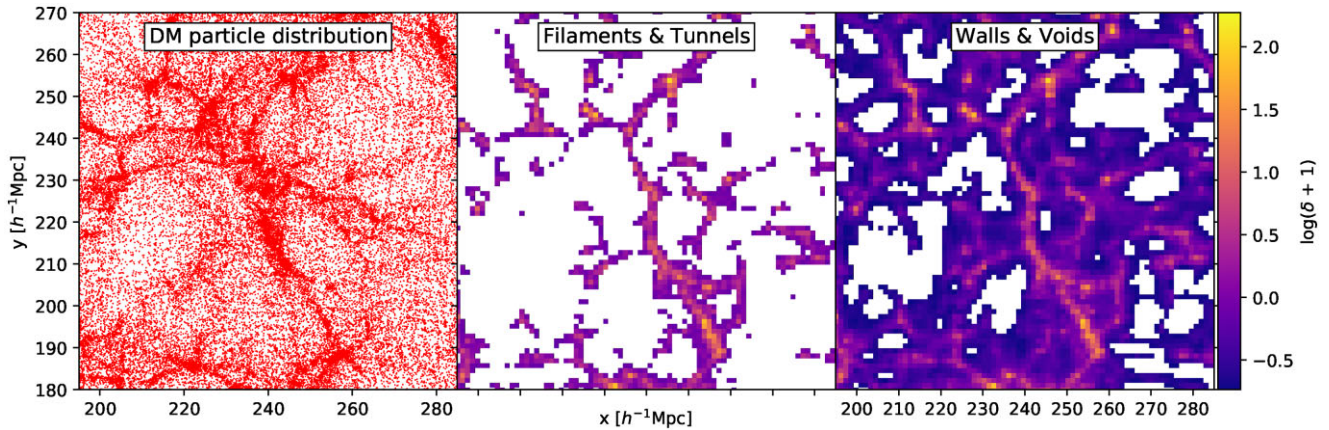 DM particle distribution
Filaments & Tunnels
Walls & Voids
270
260
250
240
230
220
210
200
190
180
y [h⁻¹Mpc]
200 220 240 260 280
x [h⁻¹Mpc]
200 210 220 230 240 250 260 270 280
2.0
1.5
1.0
0.5
0.0
−0.5
log(δ + 1)